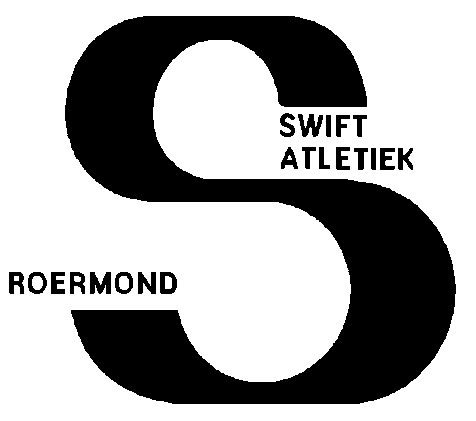 S
SWIFT
ATLETIEK
ROERMOND